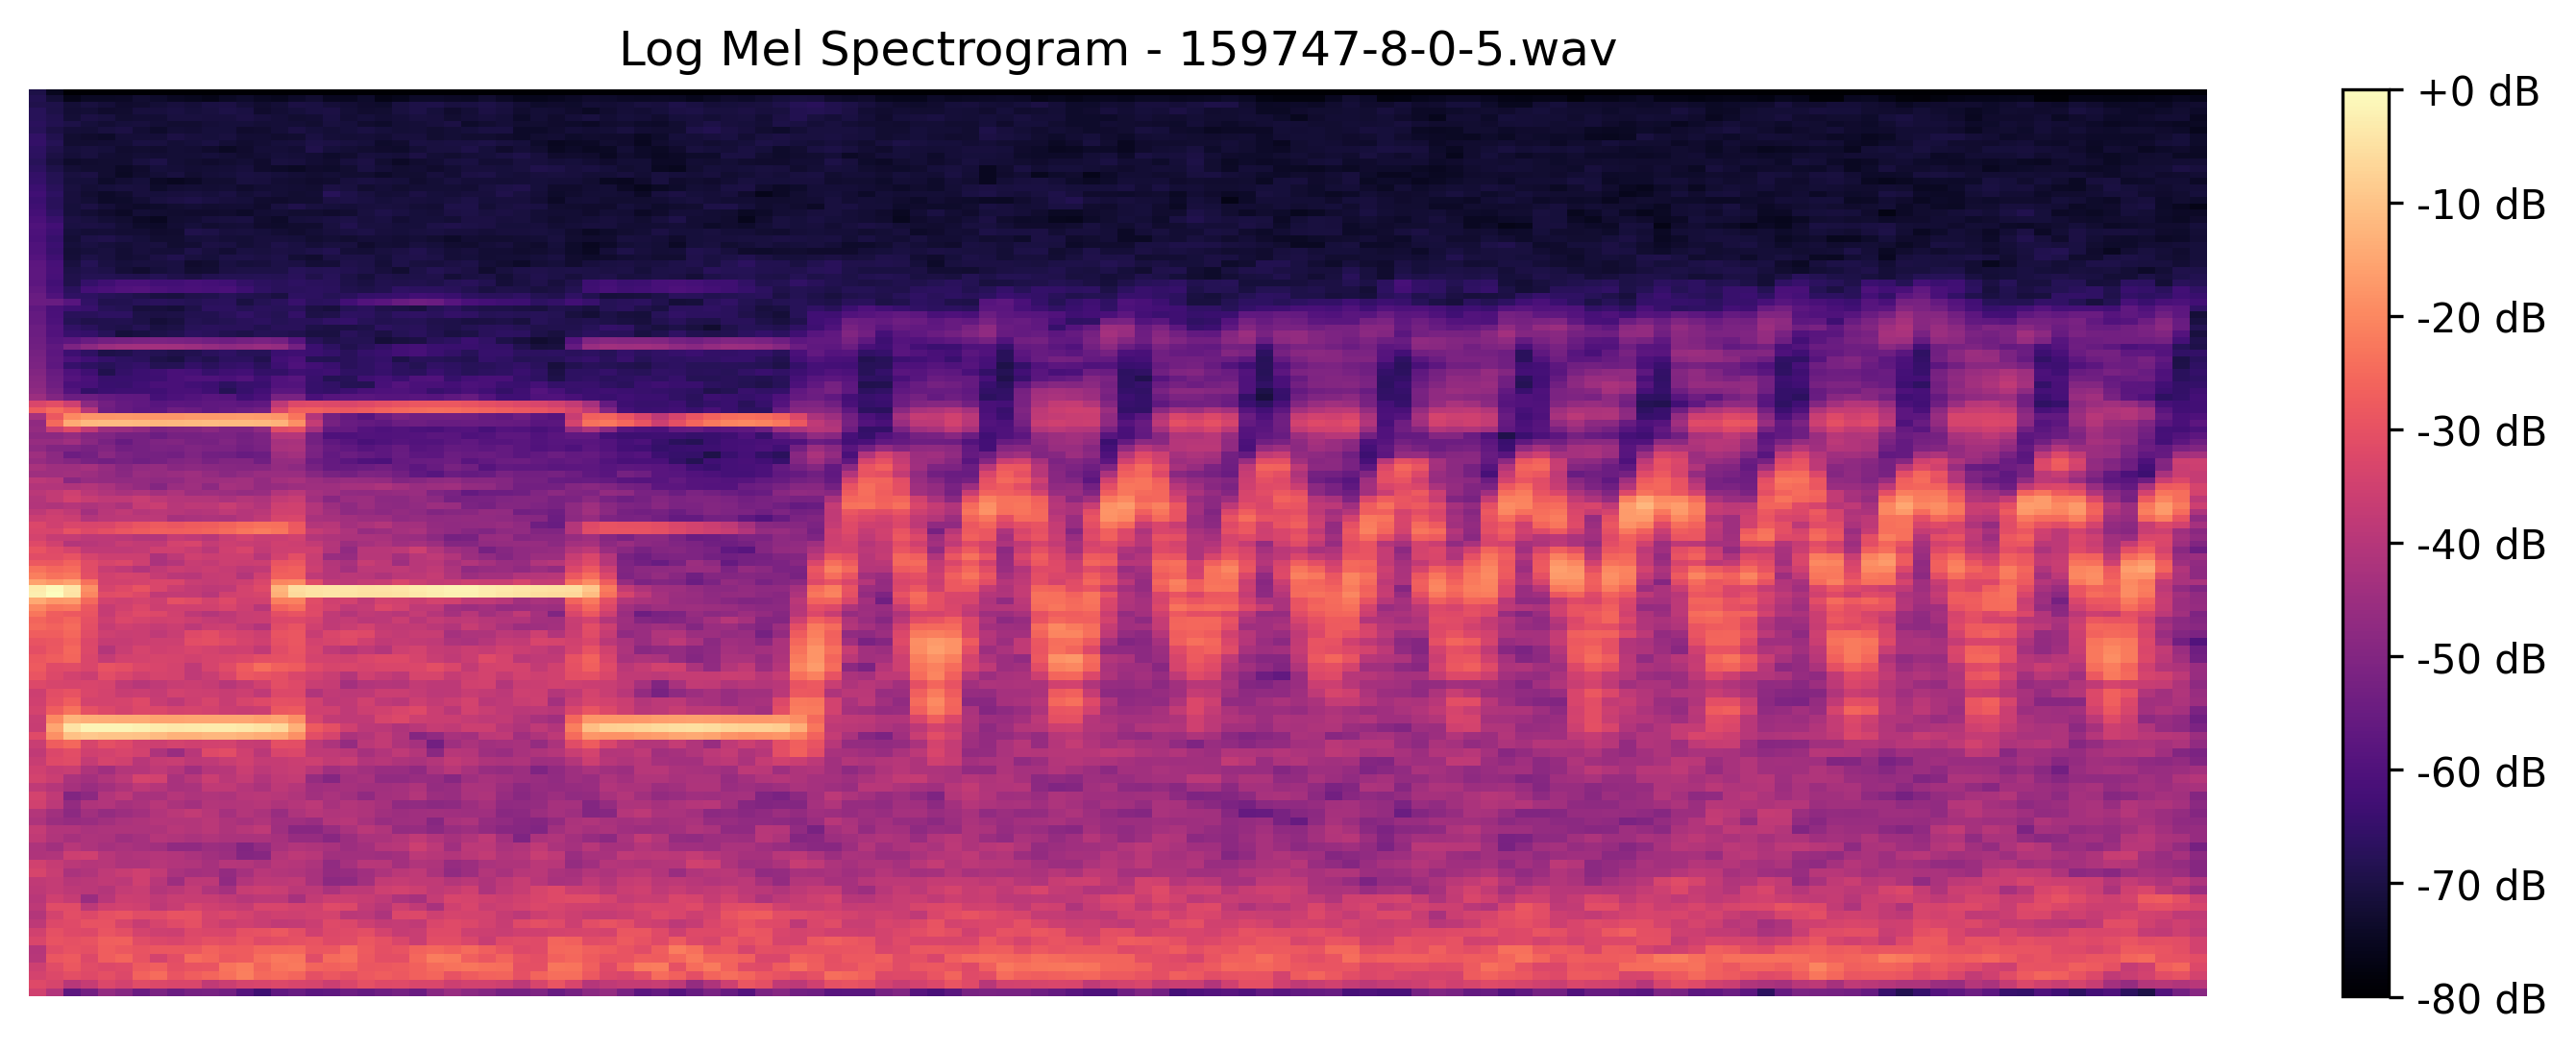 Log Mel Spectrogram - 159747-8-0-5.wav
+0 dB
-10 dB
-20 dB
-30 dB
-40 dB
-50 dB
-60 dB
-70 dB
-80 dB